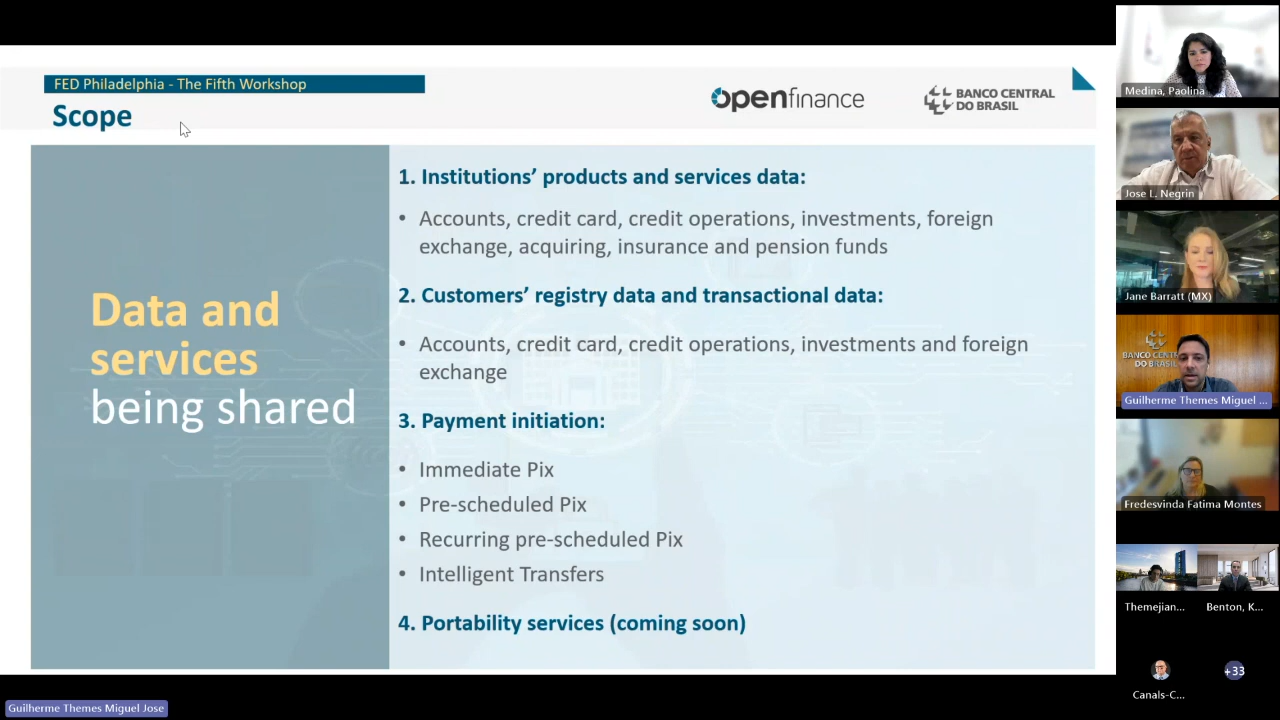 FED Philadelphia - The Fifth Workshop
Scope
openfinance
BANCO CENTRAL
DO BRASIL
Data and
services
being shared
1. Institutions’ products and services data:
• Accounts, credit card, credit operations, investments, foreign
exchange, acquiring, insurance and pension funds
2. Customers’ registry data and transactional data:
• Accounts, credit card, credit operations, investments and foreign
exchange
3. Payment initiation:
• Immediate Pix
• Pre-scheduled Pix
• Recurring pre-scheduled Pix
• Intelligent Transfers
4. Portability services (coming soon)
Guilherme Themes Miguel Jose
Medina, Paolina
Jose L. Negrin
Jane Barratt (MX)
BANCO CENTR
DO BRASIL
Guilherme Themes Miguel ...
Fredesvinda Fatima Montes
Themejian...
Benton, K...
Canals-C...
+33